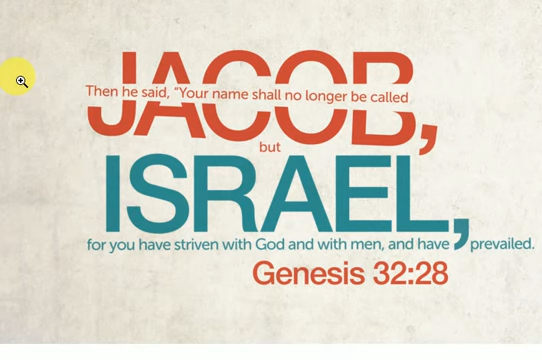 Then he said, "Your name shall no longer be called
JACOB,
but
ISRAEL,
for you have striven with God and with men, and have prevailed.
Genesis 32:28